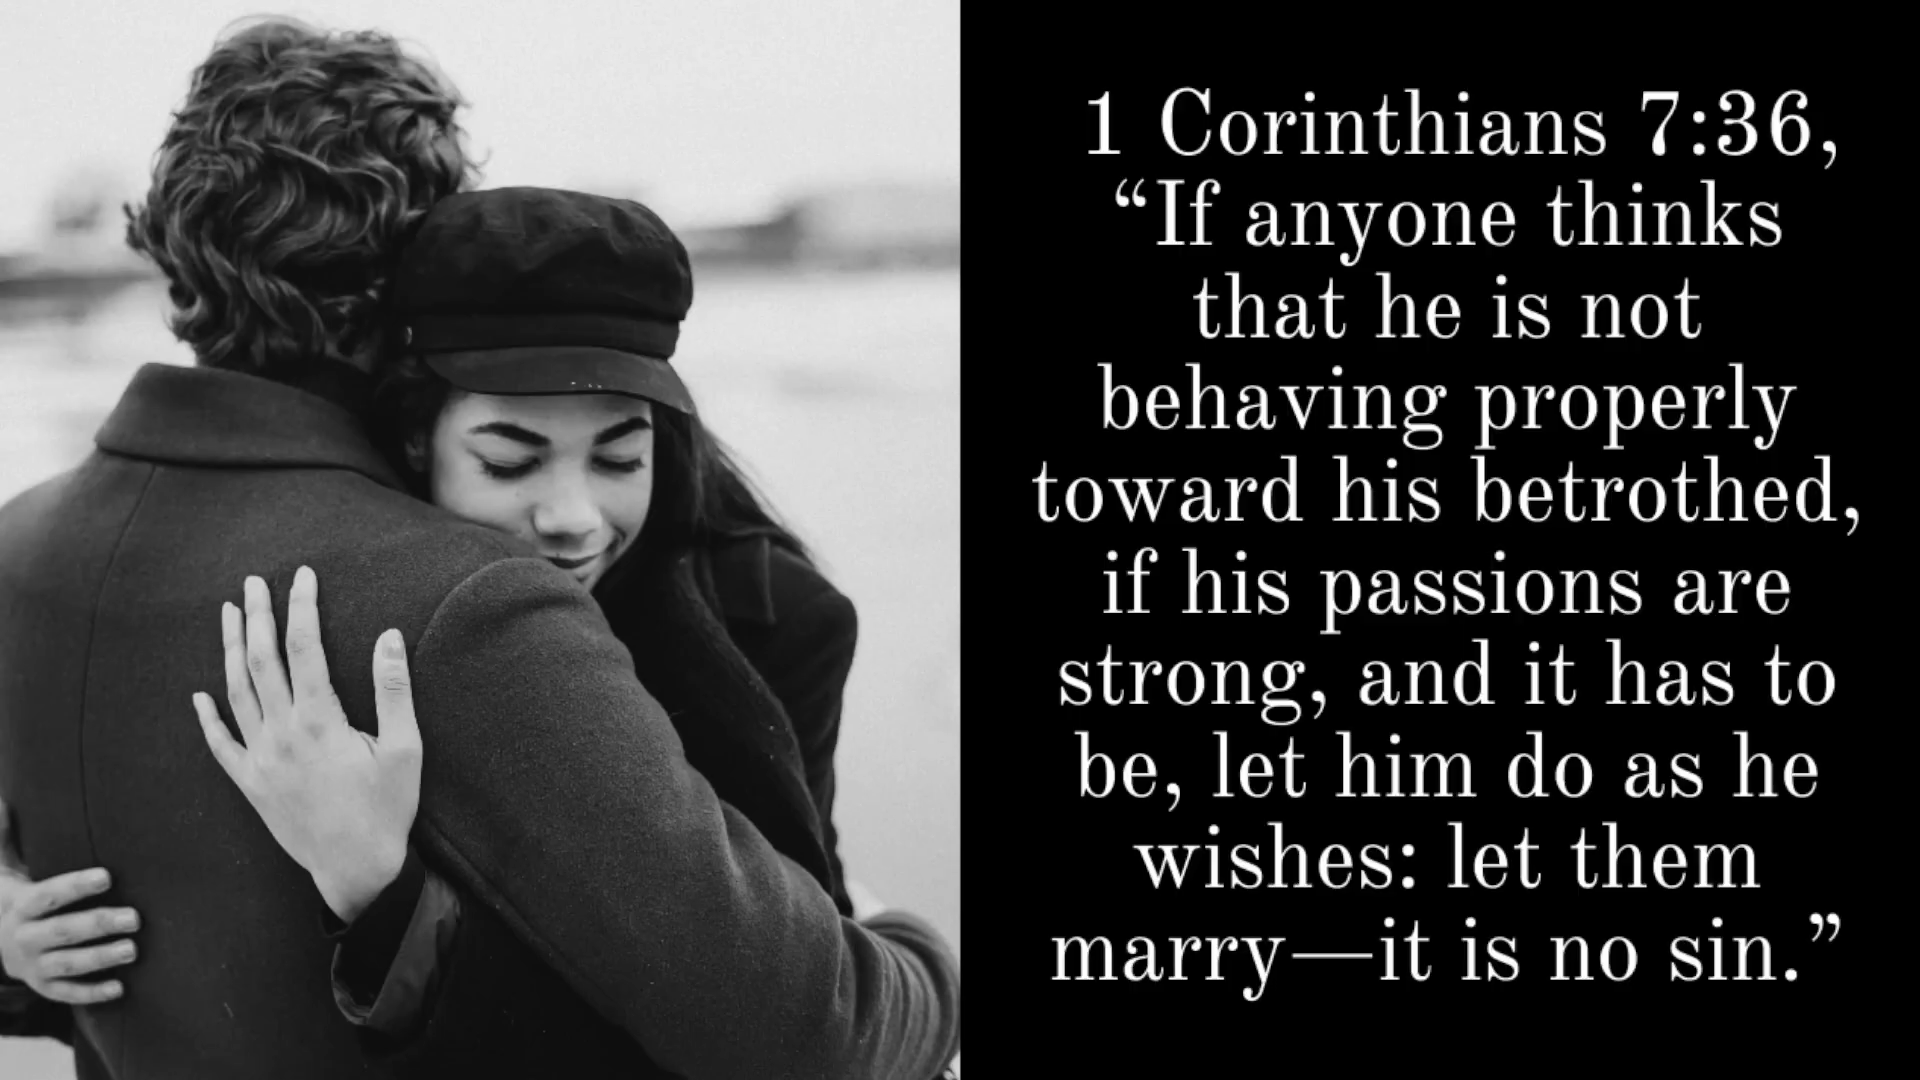 1 Corinthians 7:36,
“If anyone thinks
that he is not
behaving properly
toward his betrothed,
if his passions are
strong, and it has to
be, let him do as he
wishes: let them
marry—it is no sin.”